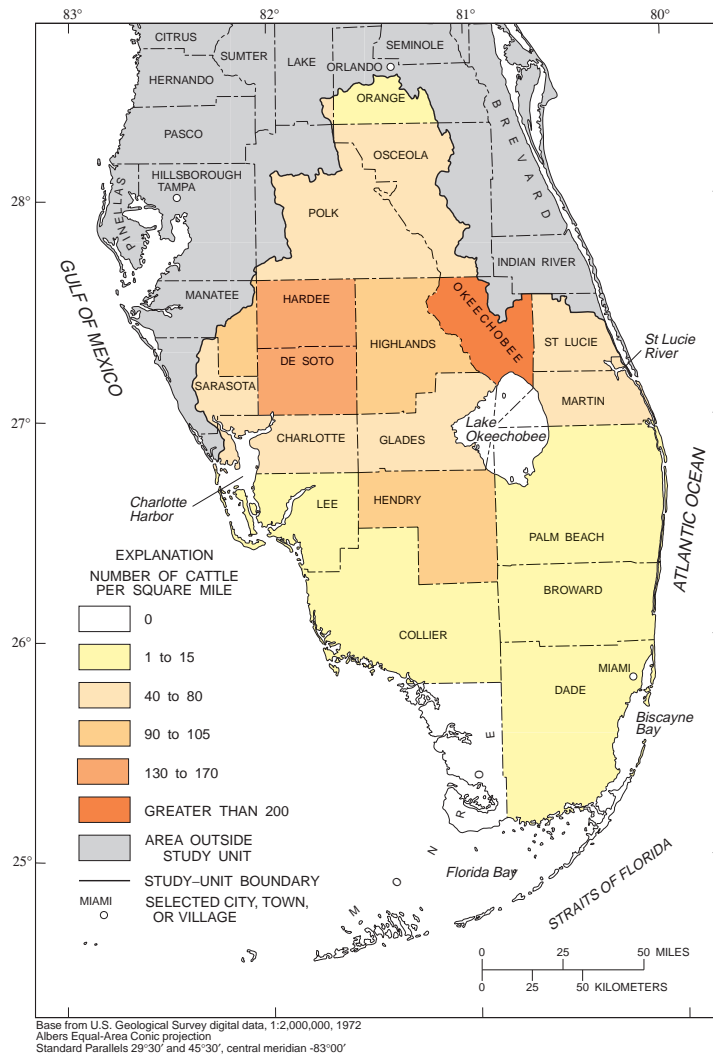 83° 82 81 80°
CITRUS
SUMTER
LAKE
SEMINOLE
ORLANDO
HERNANDO
ORANGE
PASCO
OSCEOLA
BREVARD
HILLSBOROUGH
TAMPA
PINELLAS
28°
POLK
INDIAN RIVER
MANATEE
HARDEE
OKEECHOBEE
GULF OF MEXICO
HIGHLANDS
ST LUCIE
St Lucie
River
DE SOTO
SARASOTA
MARTIN
27°
Lake
Okeechobee
CHARLOTTE
GLADES
Charlotte
Harbor
LEE
HENDRY
PALM BEACH
ATLANTIC OCEAN
BROWARD
26°
COLLIER
MIAMI
DADE
Biscayne
Bay
MONROE
25°
Florida Bay
STRAITS OF FLORIDA
EXPLANATION
NUMBER OF CATTLE
PER SQUARE MILE
0
1 to 15
40 to 80
90 to 105
130 to 170
GREATER THAN 200
AREA OUTSIDE
STUDY UNIT
STUDY–UNIT BOUNDARY
MIAMI SELECTED CITY, TOWN,
OR VILLAGE
0 25 50 MILES
0 25 50 KILOMETERS
Base from U.S. Geological Survey digital data, 1:2,000,000, 1972
Albers Equal-Area Conic projection
Standard Parallels 29°30′ and 45°30′, central meridian -83°00′